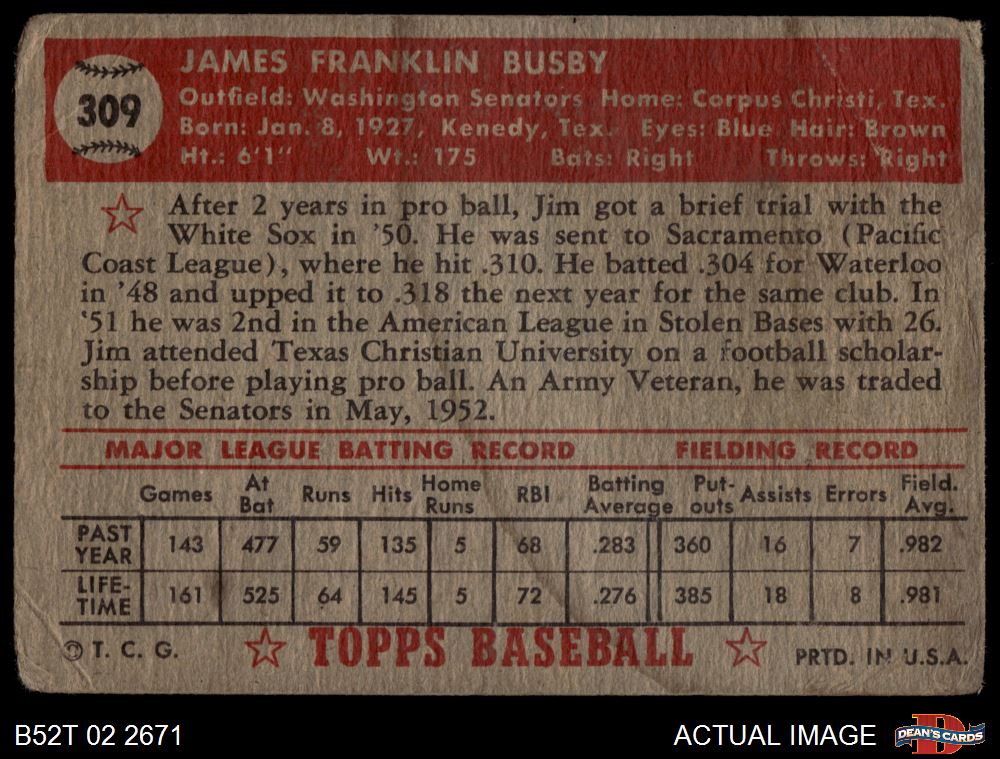 309
JAMES FRANKLIN BUSBY
Outfield: Washington Senators Home: Corpus Christi, Tex.
Born: Jan. 8, 1927, Kenedy, Tex. Eyes: Blue Hair: Brown
Ht.: 6'1" Wt.: 175 Bats: Right Throws: Right
After 2 years in pro ball, Jim got a brief trial with the
White Sox in '50. He was sent to Sacramento (Pacific
Coast League), where he hit .310. He batted .304 for Waterloo
in '48 and upped it to .318 the next year for the same club. In
'51 he was 2nd in the American League in Stolen Bases with 26.
Jim attended Texas Christian University on a football scholar-
ship before playing pro ball. An Army Veteran, he was traded
to the Senators in May, 1952.
MAJOR LEAGUE BATTING RECORD FIELDING RECORD
Games At Bat Runs Hits Home Runs RBI Batting Average Put-outs Assists Errors Field. Avg.
PAST YEAR 143 477 59 135 5 68 .283 360 16 7 .982
LIFE-TIME 161 525 64 145 5 72 .276 385 18 8 .981
© T. C. G. TOPPS BASEBALL PRTD. IN U.S.A.
B52T 02 2671 ACTUAL IMAGE DEAN'S CARDS